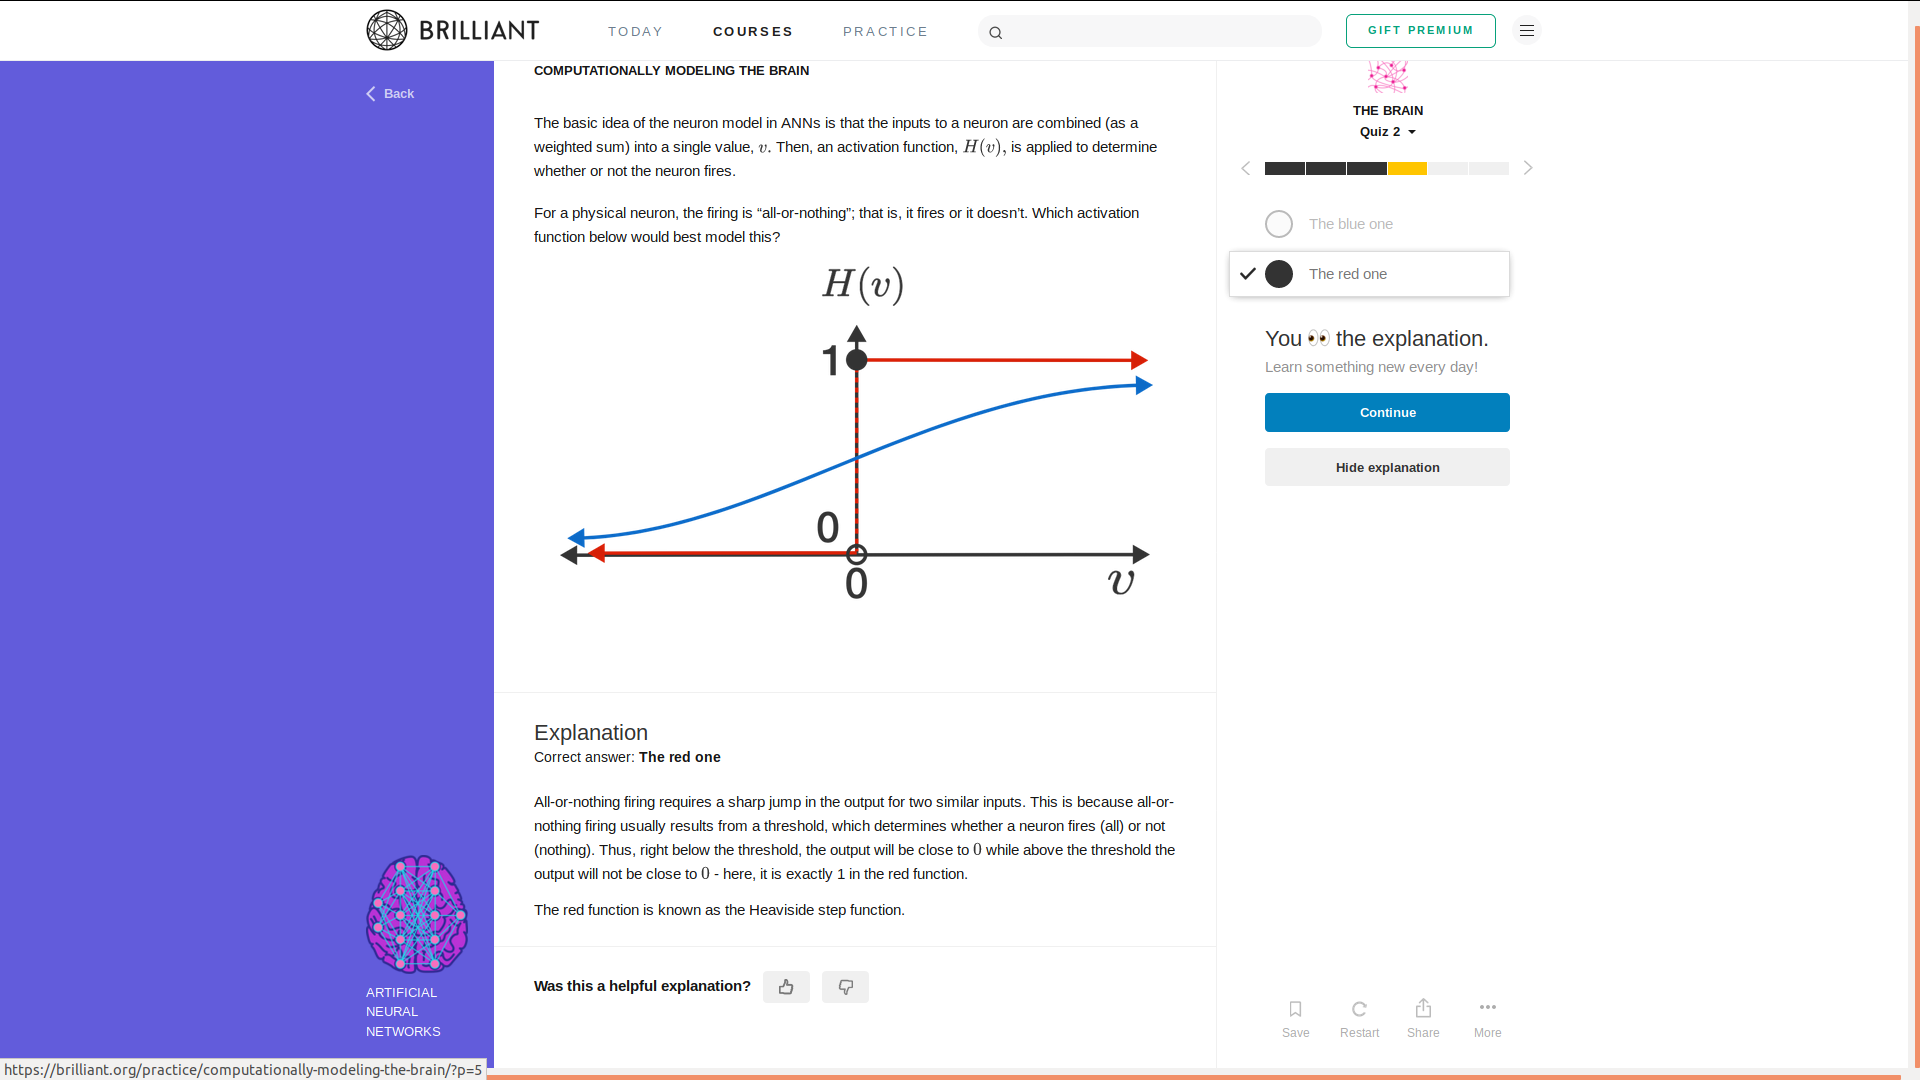 BRILLIANT
TODAY
COURSES
PRACTICE
GIFT PREMIUM
Back
COMPUTATIONALLY MODELING THE BRAIN
The basic idea of the neuron model in ANNs is that the inputs to a neuron are combined (as a
weighted sum) into a single value, v. Then, an activation function, H(v), is applied to determine
whether or not the neuron fires.
For a physical neuron, the firing is “all-or-nothing”; that is, it fires or it doesn’t. Which activation
function below would best model this?
H(v)
1
0
0
v
Explanation
Correct answer: The red one
All-or-nothing firing requires a sharp jump in the output for two similar inputs. This is because all-or-
nothing firing usually results from a threshold, which determines whether a neuron fires (all) or not
(nothing). Thus, right below the threshold, the output will be close to 0 while above the threshold the
output will not be close to 0 - here, it is exactly 1 in the red function.
The red function is known as the Heaviside step function.
Was this a helpful explanation?
THE BRAIN
Quiz 2
The blue one
The red one
You 👀 the explanation.
Learn something new every day!
Continue
Hide explanation
Save
Restart
Share
More
ARTIFICIAL
NEURAL
NETWORKS
https://brilliant.org/practice/computationally-modeling-the-brain/?p=5